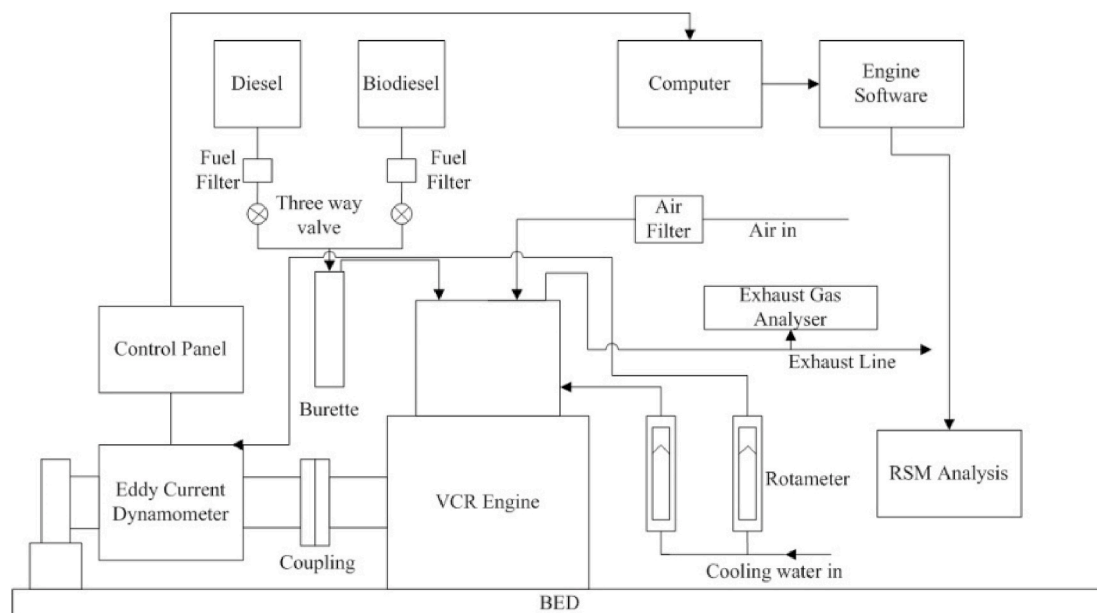 Diesel
Biodiesel
Computer
Engine
Software
Fuel
Filter
Fuel
Filter
Three way
valve
Air
Filter
Air in
Exhaust Gas
Analyser
Control Panel
Exhaust Line
Burette
Eddy Current
Dynamometer
VCR Engine
Rotameter
RSM Analysis
Coupling
Cooling water in
BED